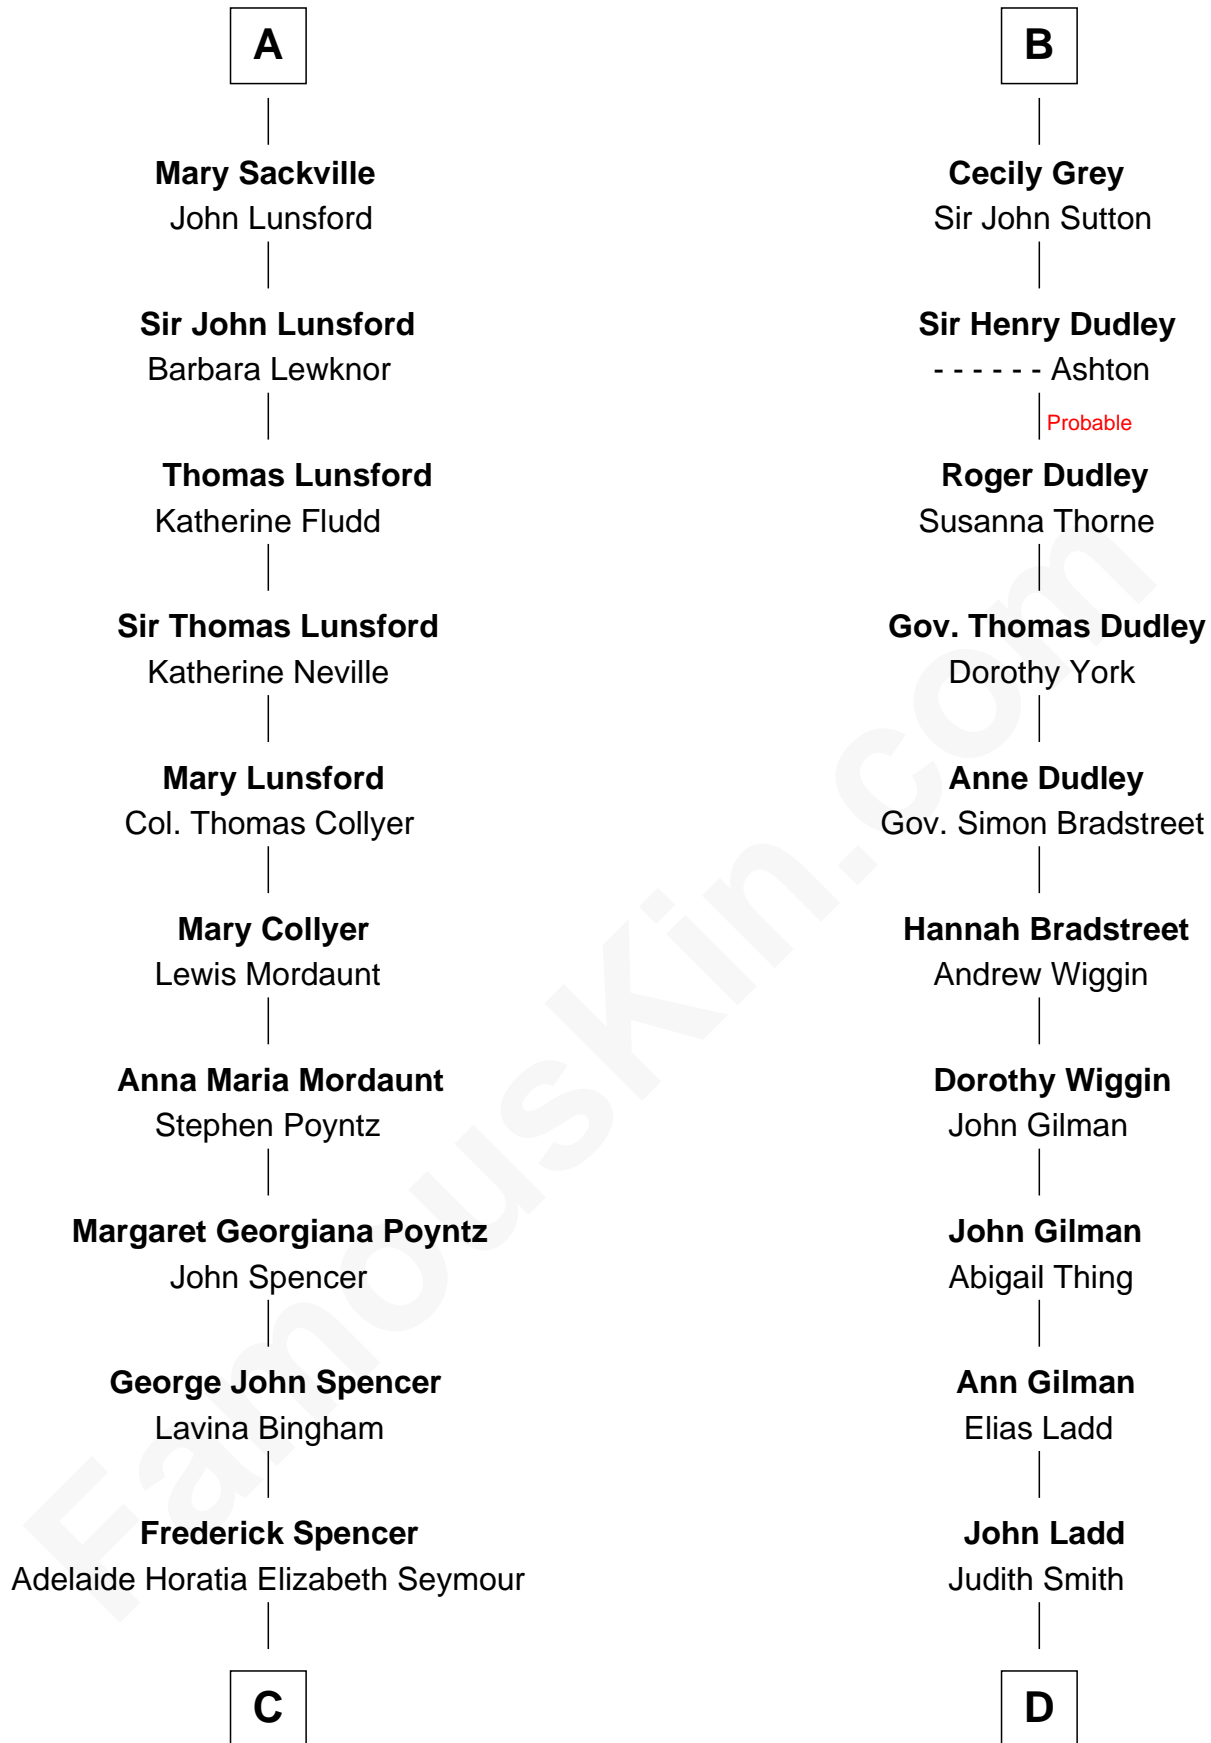 A
Mary Sackville
John Lunsford
Sir John Lunsford
Barbara Lewknor
Thomas Lunsford
Katherine Fludd
Sir Thomas Lunsford
Katherine Neville
Mary Lunsford
Col. Thomas Collyer
Mary Collyer
Lewis Mordaunt
Anna Maria Mordaunt
Stephen Poyntz
Margaret Georgiana Poyntz
John Spencer
George John Spencer
Lavina Bingham
Frederick Spencer
Adelaide Horatia Elizabeth Seymour
C
B
Cecily Grey
Sir John Sutton
Sir Henry Dudley
- - - - - - Ashton
Probable
Roger Dudley
Susanna Thorne
Gov. Thomas Dudley
Dorothy York
Anne Dudley
Gov. Simon Bradstreet
Hannah Bradstreet
Andrew Wiggin
Dorothy Wiggin
John Gilman
John Gilman
Abigail Thing
Ann Gilman
Elias Ladd
John Ladd
Judith Smith
D
FamousKin.com